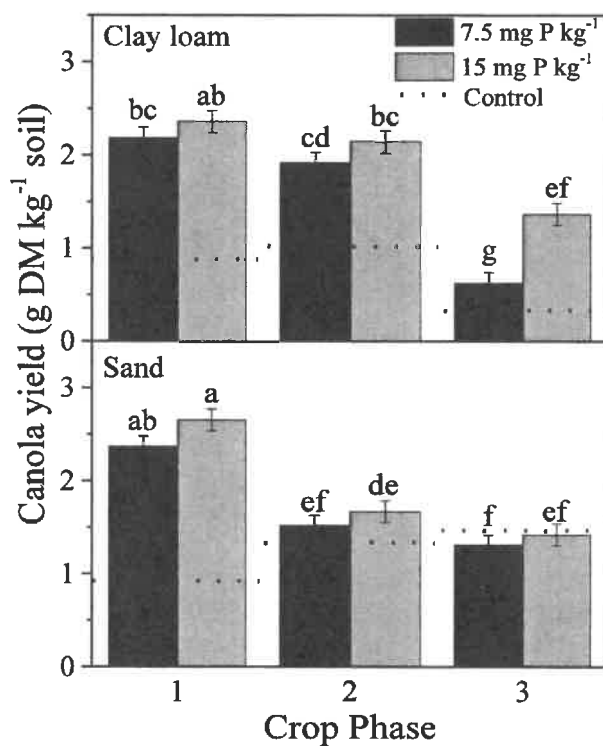 Clay loam
7.5 mg P kg⁻¹
15 mg P kg⁻¹
Control
3
2
1
0
bc
ab
cd
bc
g
ef
Sand
3
2
1
0
ab
a
ef
de
f
ef
Canola yield (g DM kg⁻¹ soil)
1
2
3
Crop Phase